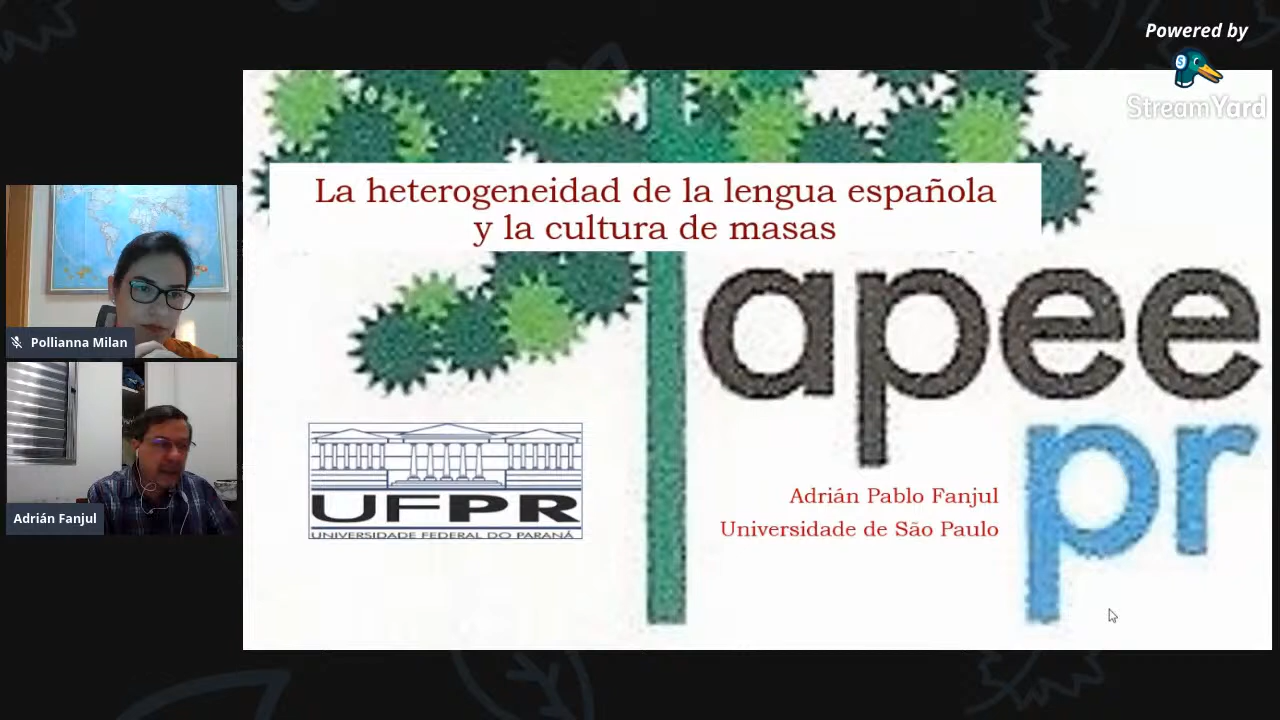 Powered by
StreamYard
La heterogeneidad de la lengua española
y la cultura de masas
apee
pr
UFPR
UNIVERSIDADE FEDERAL DO PARANÁ
Adrián Pablo Fanjul
Universidade de São Paulo
Pollianna Milan
Adrián Fanjul